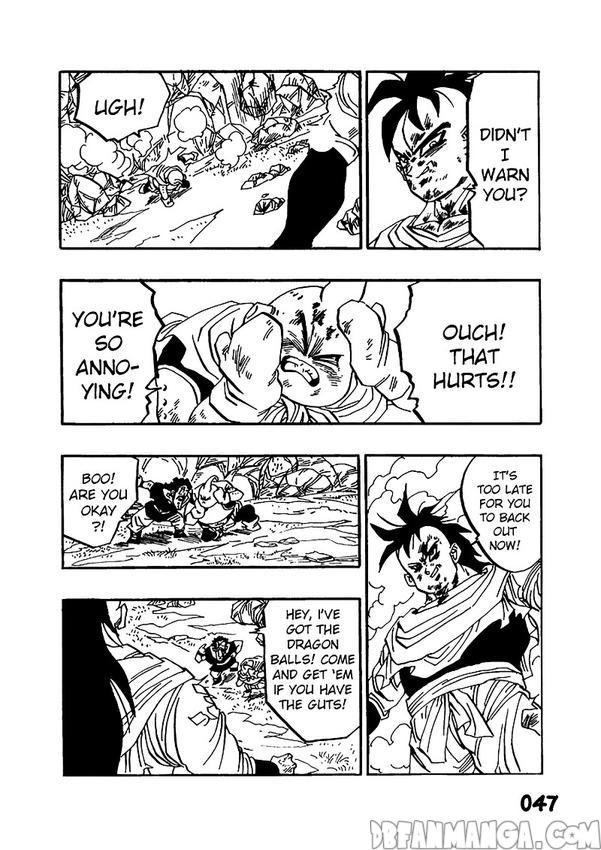 DIDN'T
I
WARN
YOU?
UGH!
OUCH!
THAT
HURTS!!
YOU'RE
SO
ANNO-
YING!
IT'S
TOO LATE
FOR YOU
TO BACK
OUT
NOW!
BOO!
ARE YOU
OKAY
?!
HEY, I'VE
GOT THE
DRAGON
BALLS! COME
AND GET 'EM
IF YOU HAVE
THE GUTS!
047
DBFANMANGA.COM